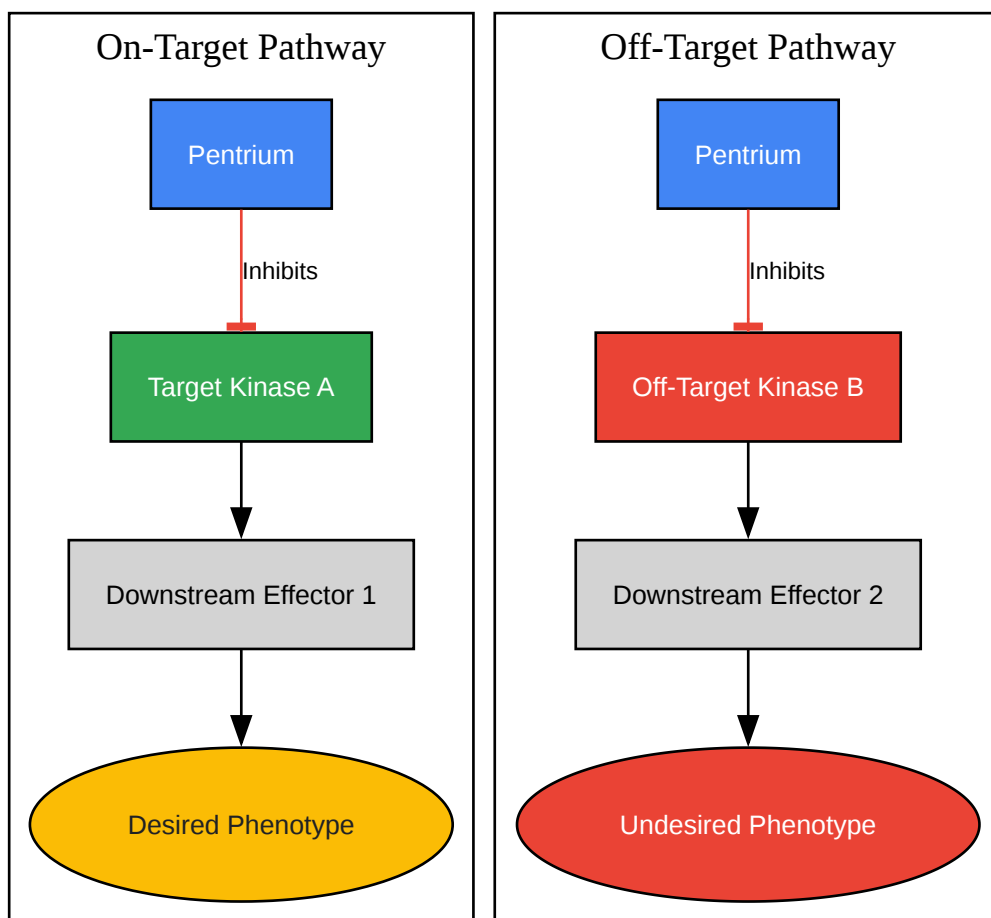 On-Target Pathway
Pentrium
Inhibits
Target Kinase A
Downstream Effector 1
Desired Phenotype
Off-Target Pathway
Pentrium
Inhibits
Off-Target Kinase B
Downstream Effector 2
Undesired Phenotype